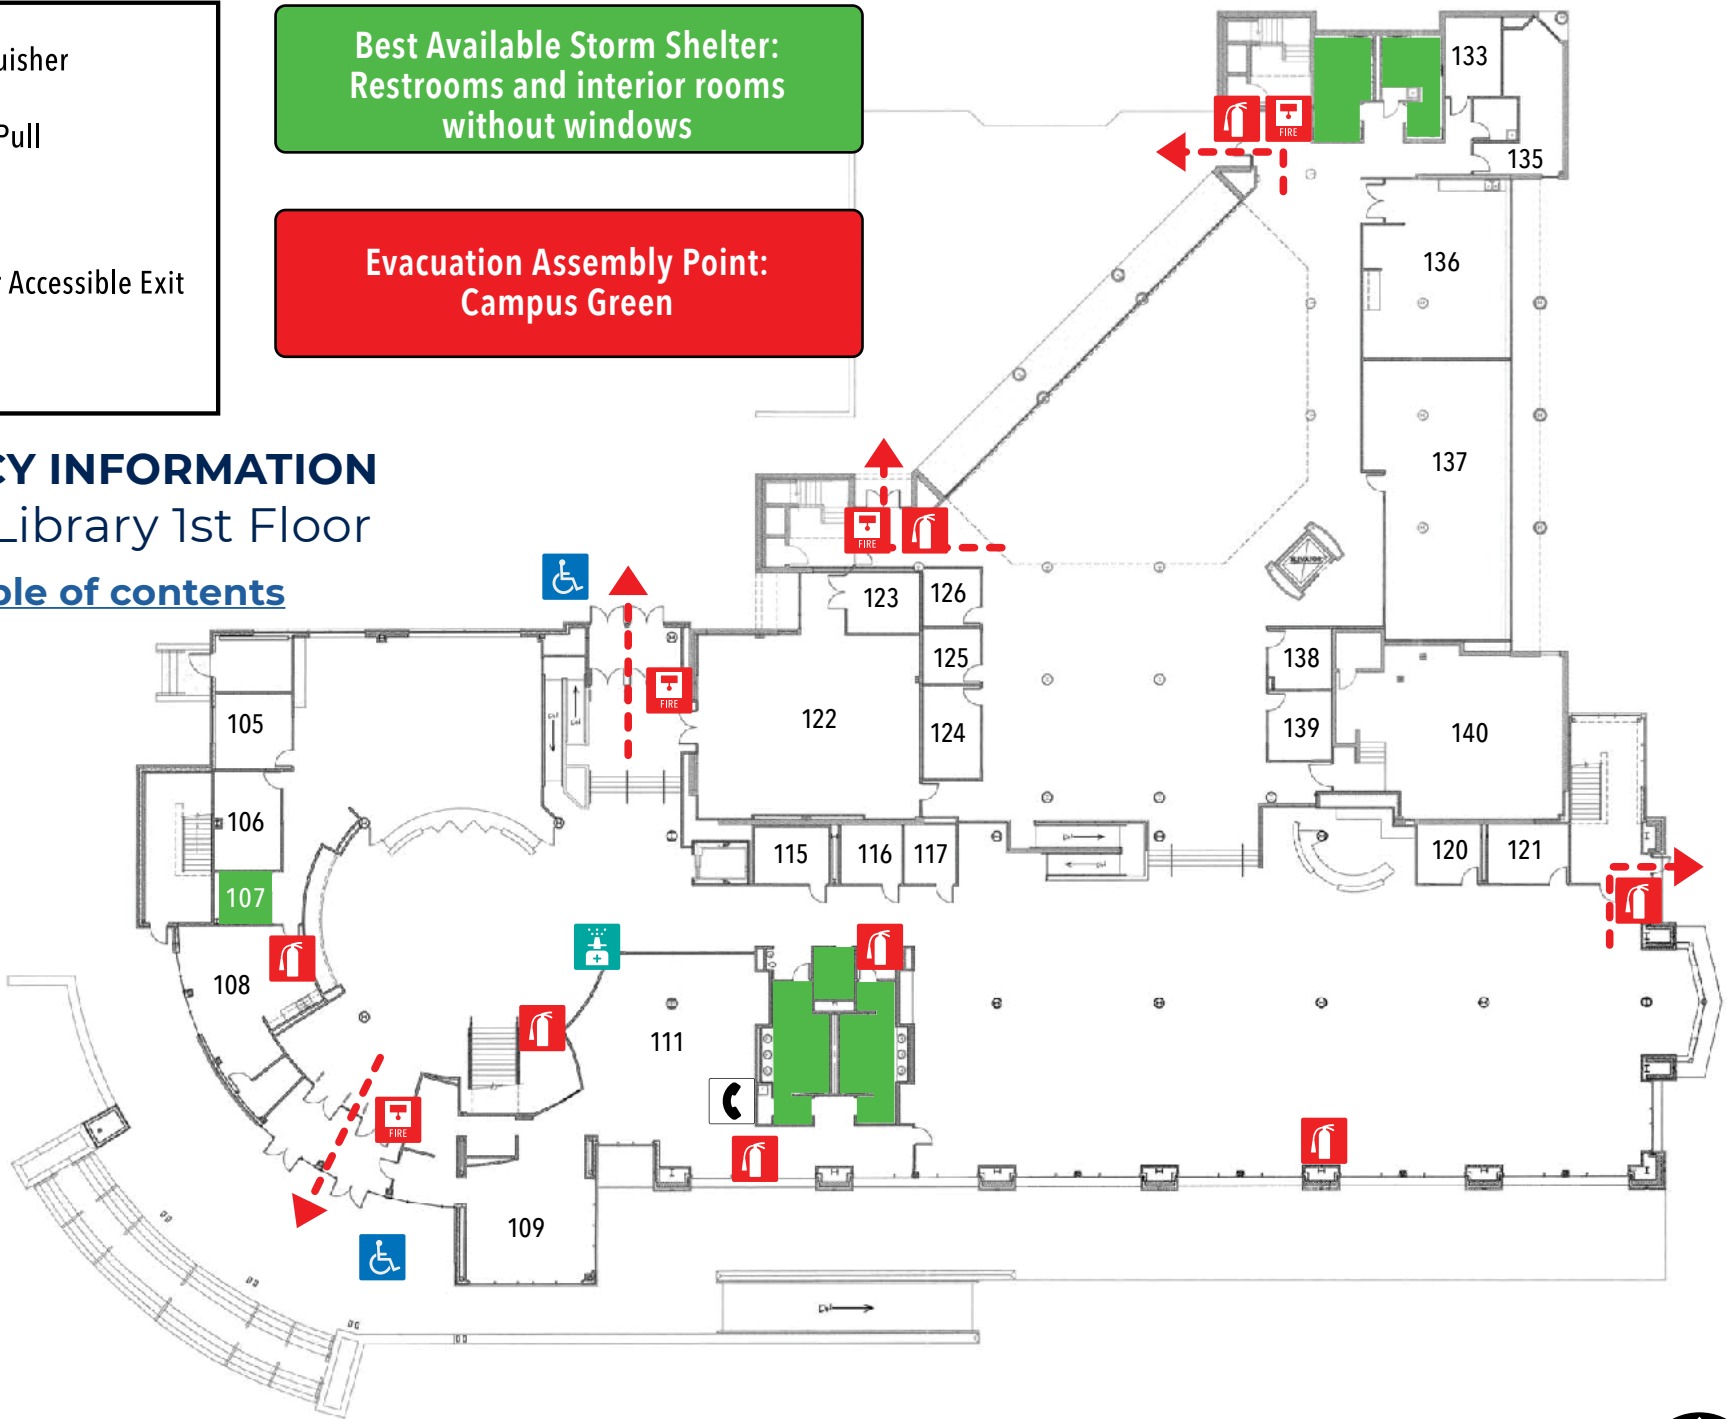 uisher
Pull
r Accessible Exit
Best Available Storm Shelter:
Restrooms and interior rooms
without windows
Evacuation Assembly Point:
Campus Green
CY INFORMATION
Library 1st Floor
ble of contents
133
135
136
137
FIRE
FIRE
ELEVATOR
123
126
125
124
122
FIRE
138
139
140
105
106
107
108
115
116
117
120
121
111
FIRE
109